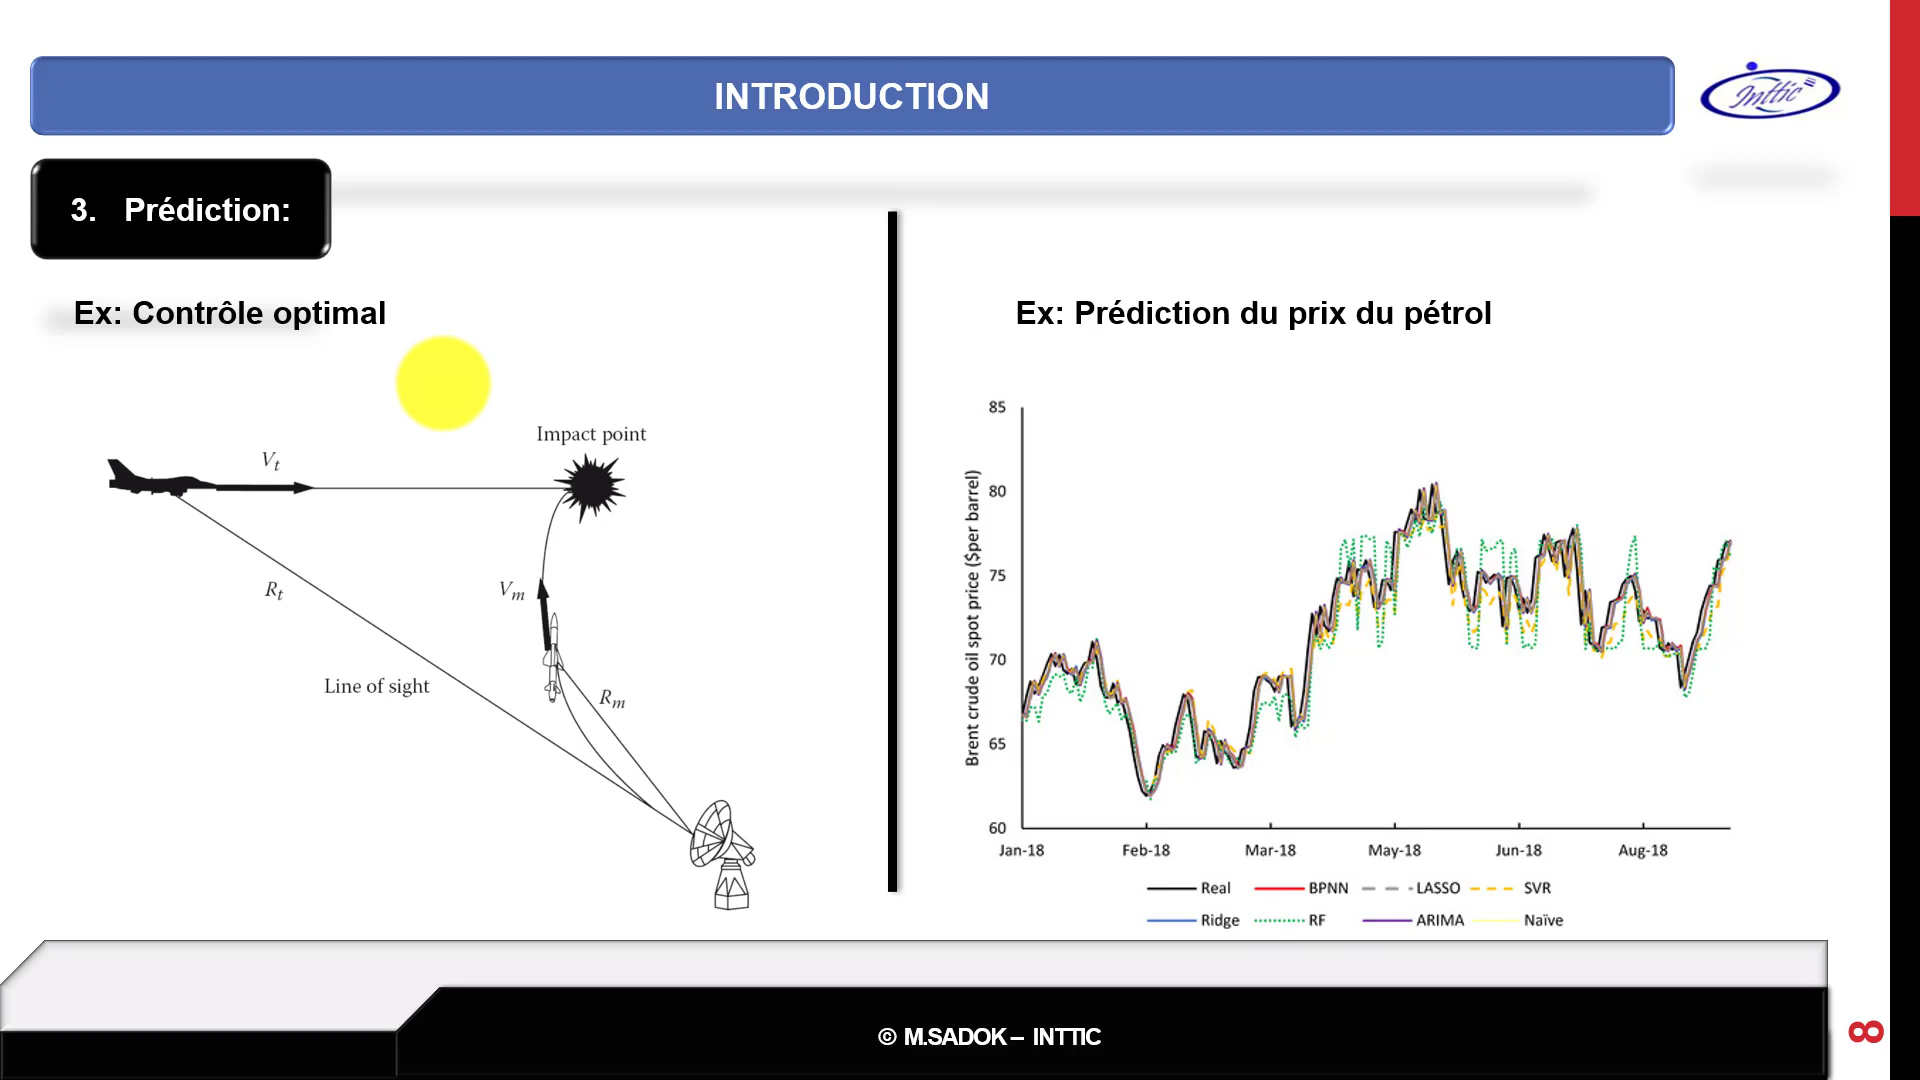 INTRODUCTION
Inttic
3. Prédiction:
Ex: Contrôle optimal
Impact point
Vt
Rt
Vm
Line of sight
Rm
Ex: Prédiction du prix du pétrol
Brent crude oil spot price ($per barrel)
85
80
75
70
65
60
Jan-18 Feb-18 Mar-18 May-18 Jun-18 Aug-18
Real BPNN LASSO SVR
Ridge RF ARIMA Naïve
© M.SADOK – INTTIC
8